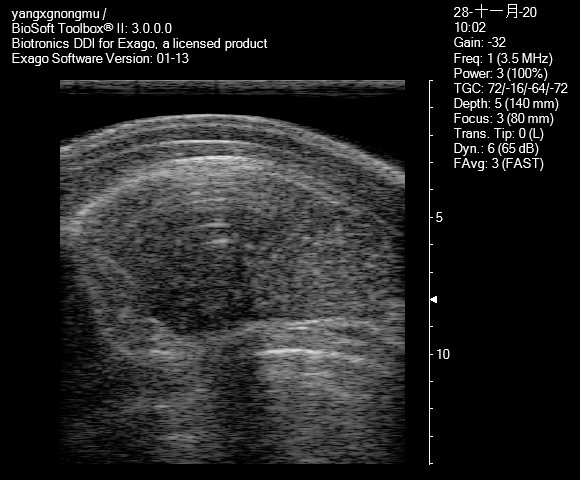 yangxgnongmu /
BioSoft Toolbox® II: 3.0.0.0
Biotronics DDI for Exago, a licensed product
Exago Software Version: 01-13
28-十一月-20
10:02
Gain: -32
Freq: 1 (3.5 MHz)
Power: 3 (100%)
TGC: 72/-16/-64/-72
Depth: 5 (140 mm)
Focus: 3 (80 mm)
Trans. Tip: 0 (L)
Dyn.: 6 (65 dB)
FAvg: 3 (FAST)
5
10